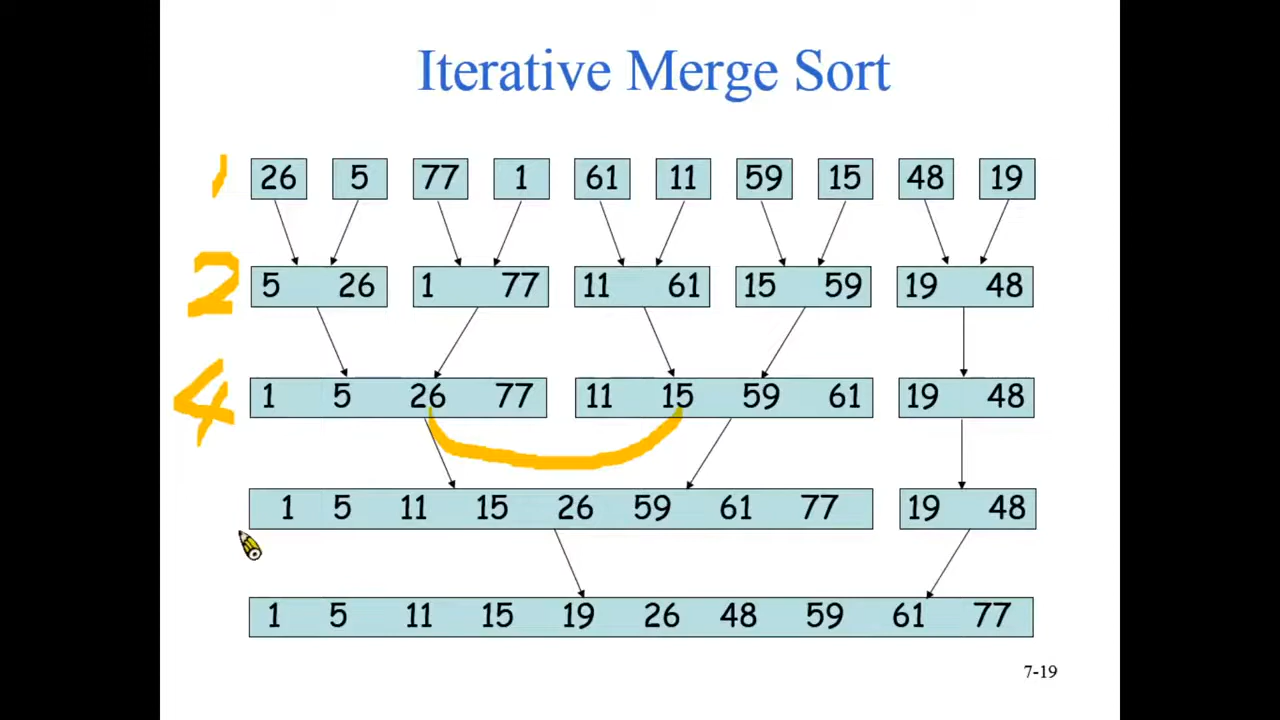 Iterative Merge Sort
1 26 5 77 1 61 11 59 15 48 19
2 5 26 1 77 11 61 15 59 19 48
4 1 5 26 77 11 15 59 61 19 48
1 5 11 15 26 59 61 77 19 48
1 5 11 15 19 26 48 59 61 77
7-19